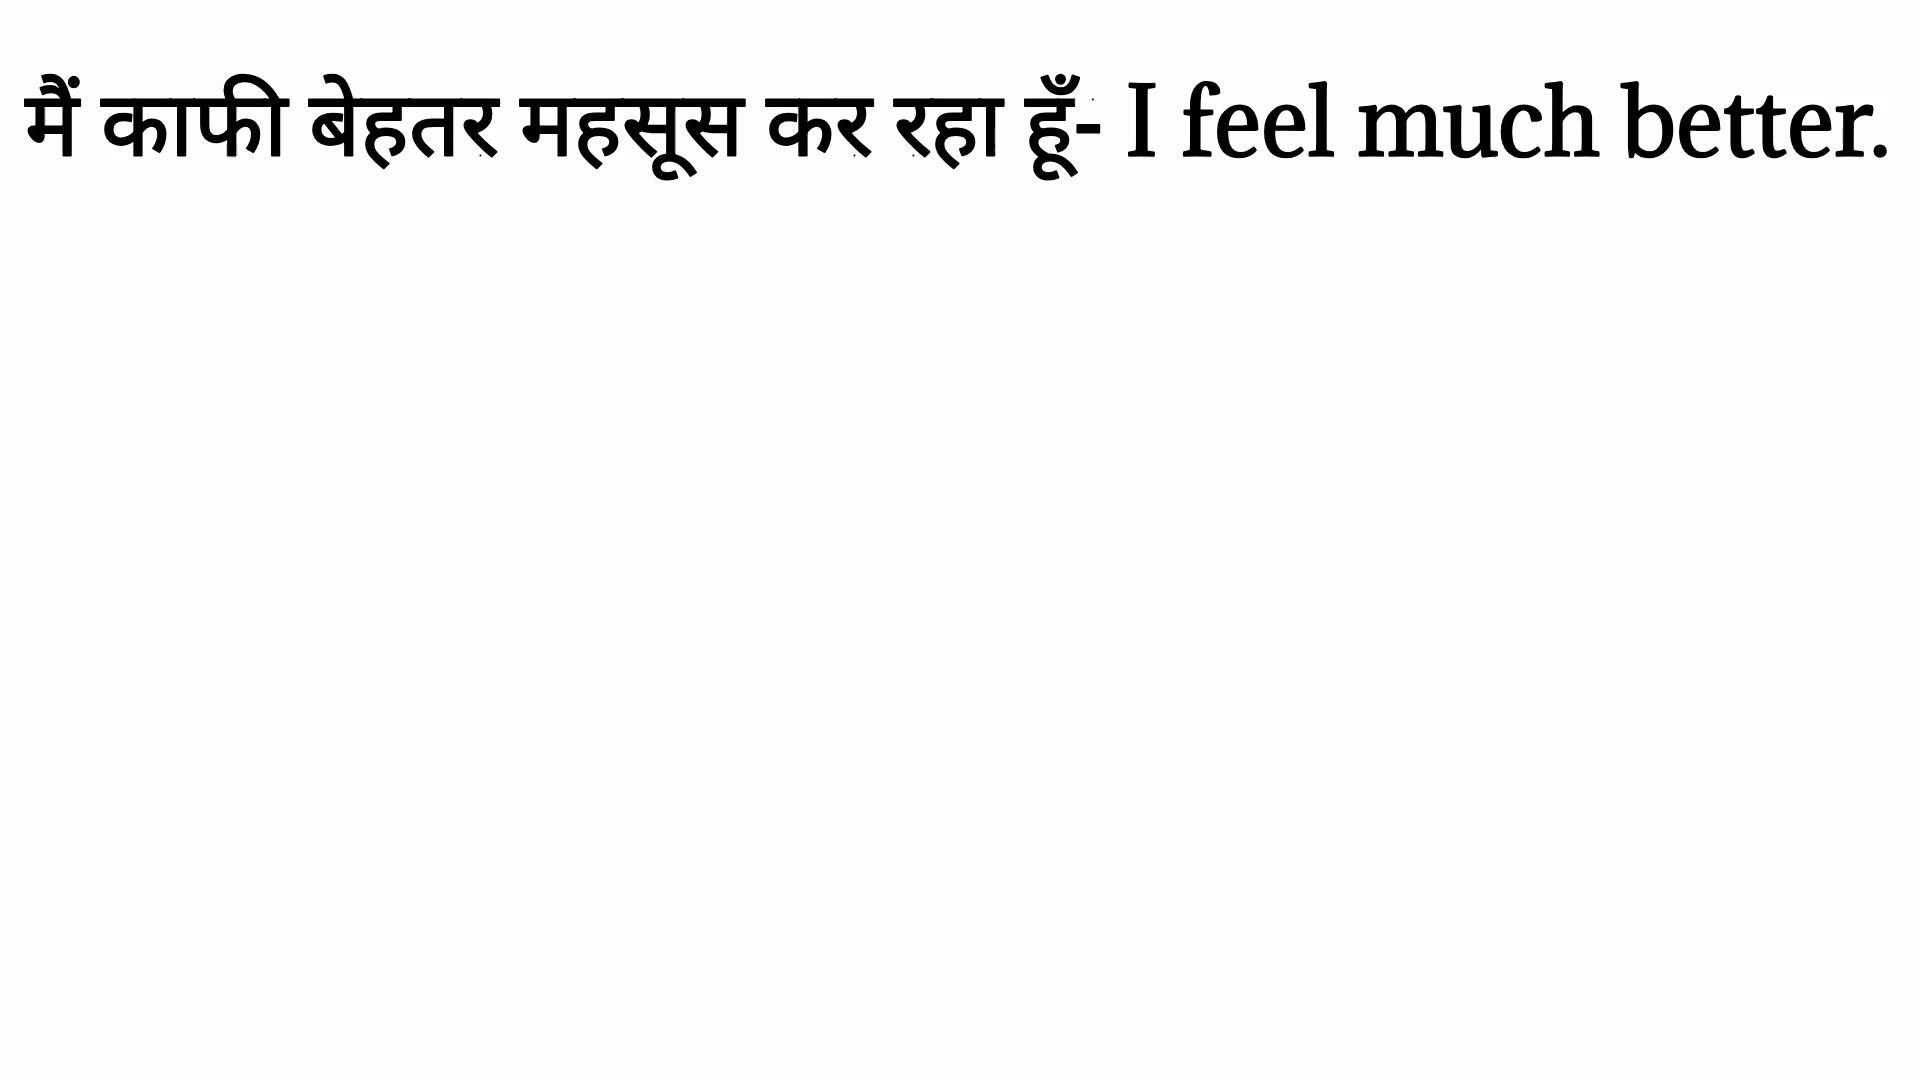 मैं काफी बेहतर महसूस कर रहा हूँ- I feel much better.